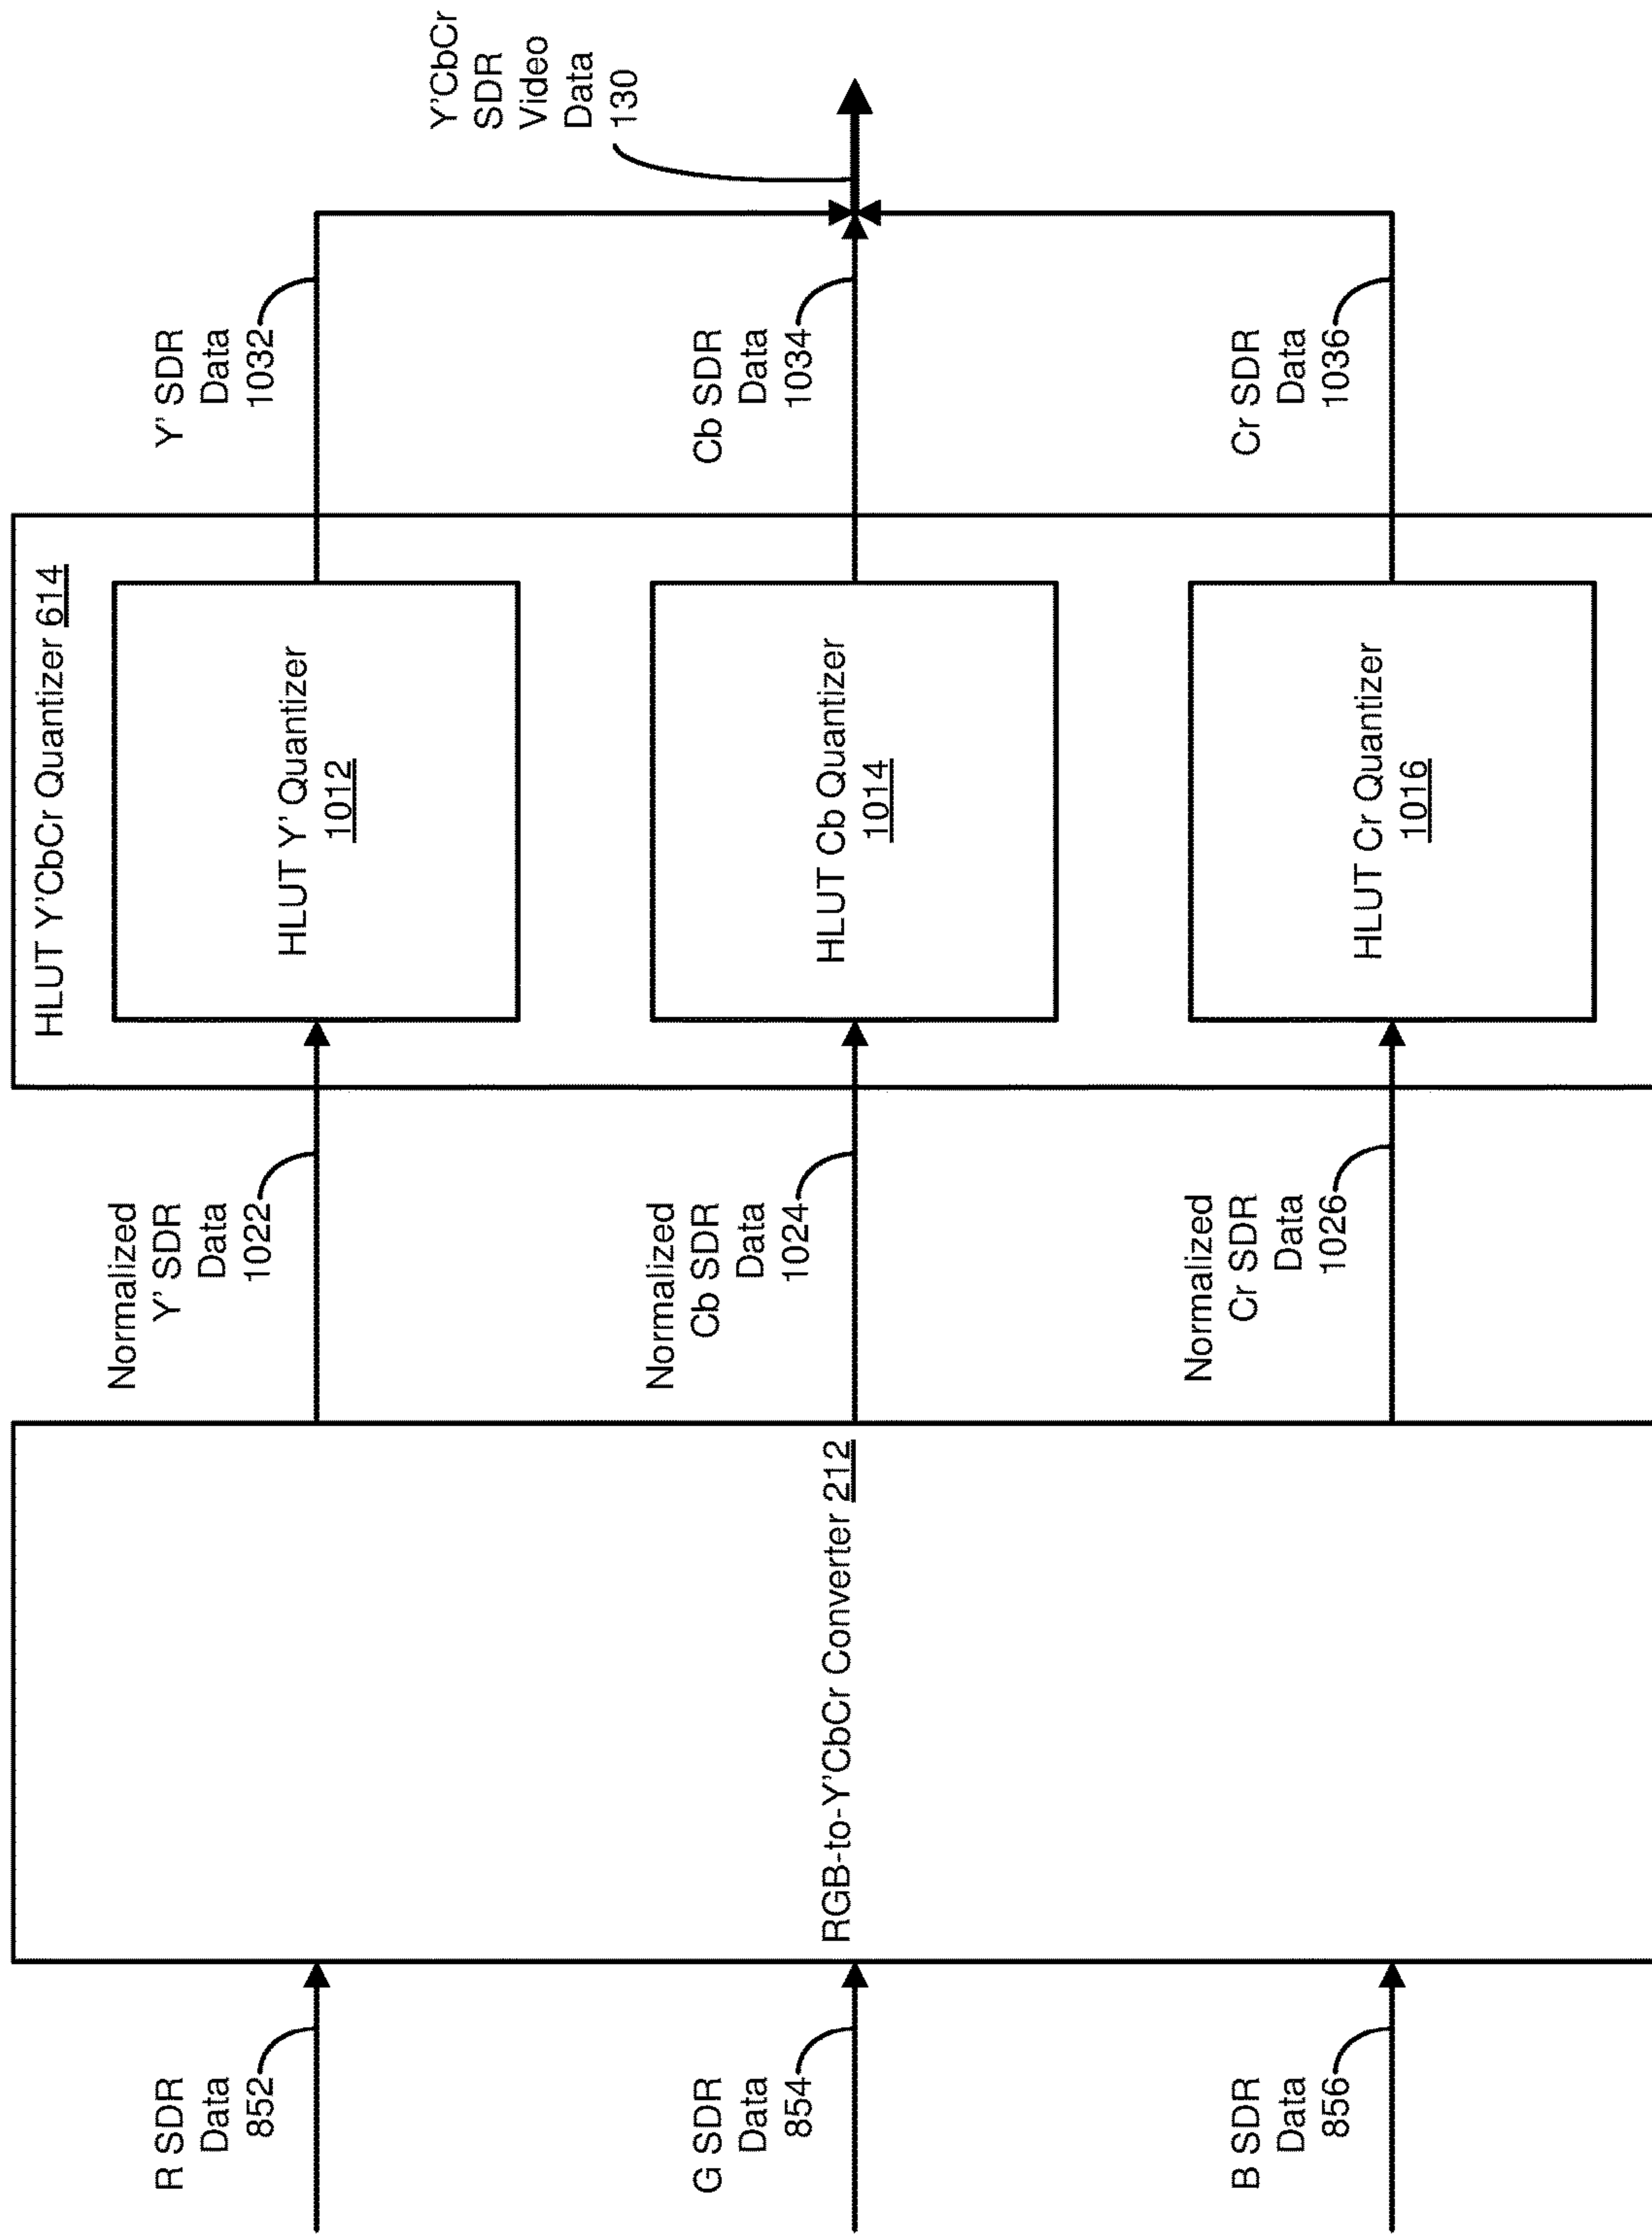 R SDR
Data
852
G SDR
Data
854
B SDR
Data
856
RGB-to-Y'CbCr Converter 212
Normalized
Y' SDR
Data
1022
Normalized
Cb SDR
Data
1024
Normalized
Cr SDR
Data
1026
HLUT Y'CbCr Quantizer 614
HLUT Y' Quantizer
1012
HLUT Cb Quantizer
1014
HLUT Cr Quantizer
1016
Y' SDR
Data
1032
Cb SDR
Data
1034
Cr SDR
Data
1036
Y'CbCr
SDR
Video
Data
130